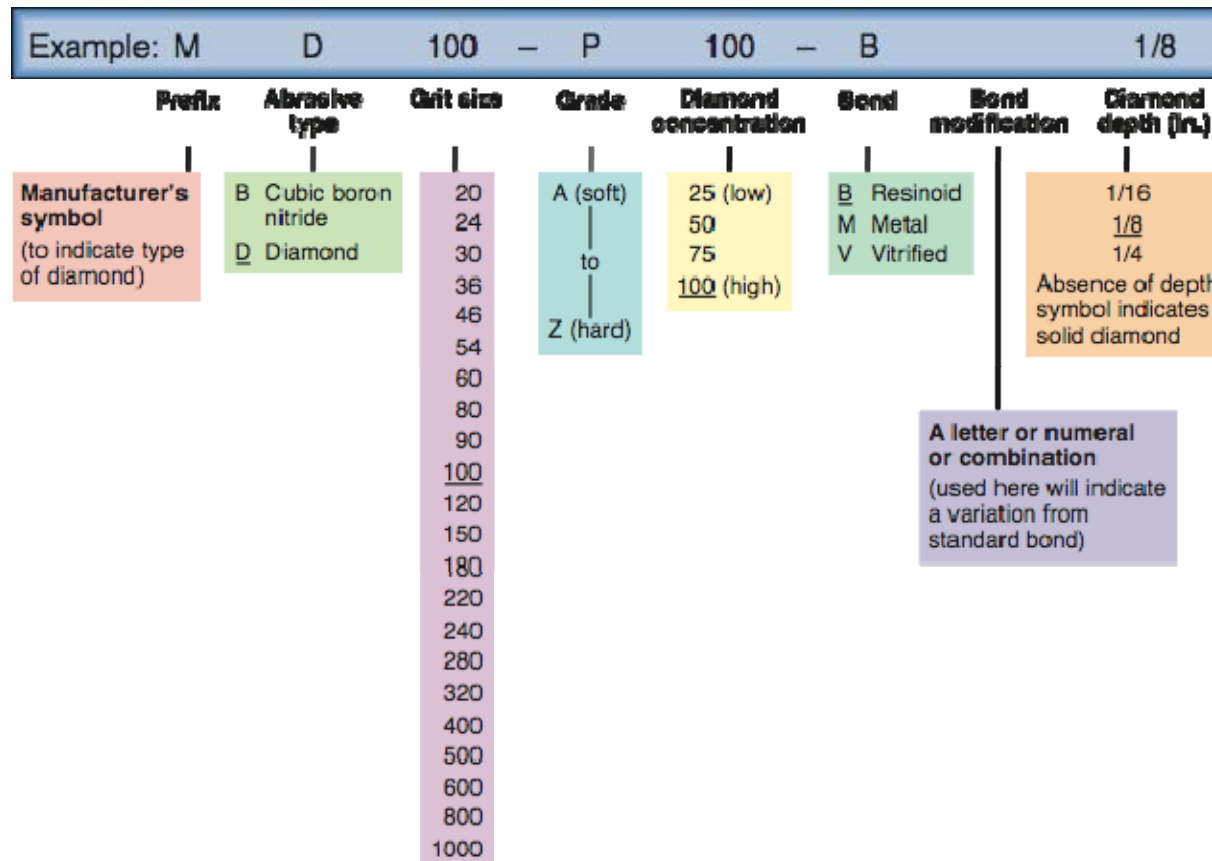 Example: M D 100 – P 100 – B 1/8
Prefix Abrasive type Grit size Grade Diamond concentration Bond Bond modification Diamond depth (in.)
Manufacturer's
symbol
(to indicate type
of diamond)
B Cubic boron
nitride
D Diamond
20
24
30
36
46
54
60
80
90
100
120
150
180
220
240
280
320
400
500
600
800
1000
A (soft)
to
Z (hard)
25 (low)
50
75
100 (high)
B Resinoid
M Metal
V Vitrified
1/16
1/8
1/4
Absence of depth
symbol indicates
solid diamond
A letter or numeral
or combination
(used here will indicate
a variation from
standard bond)